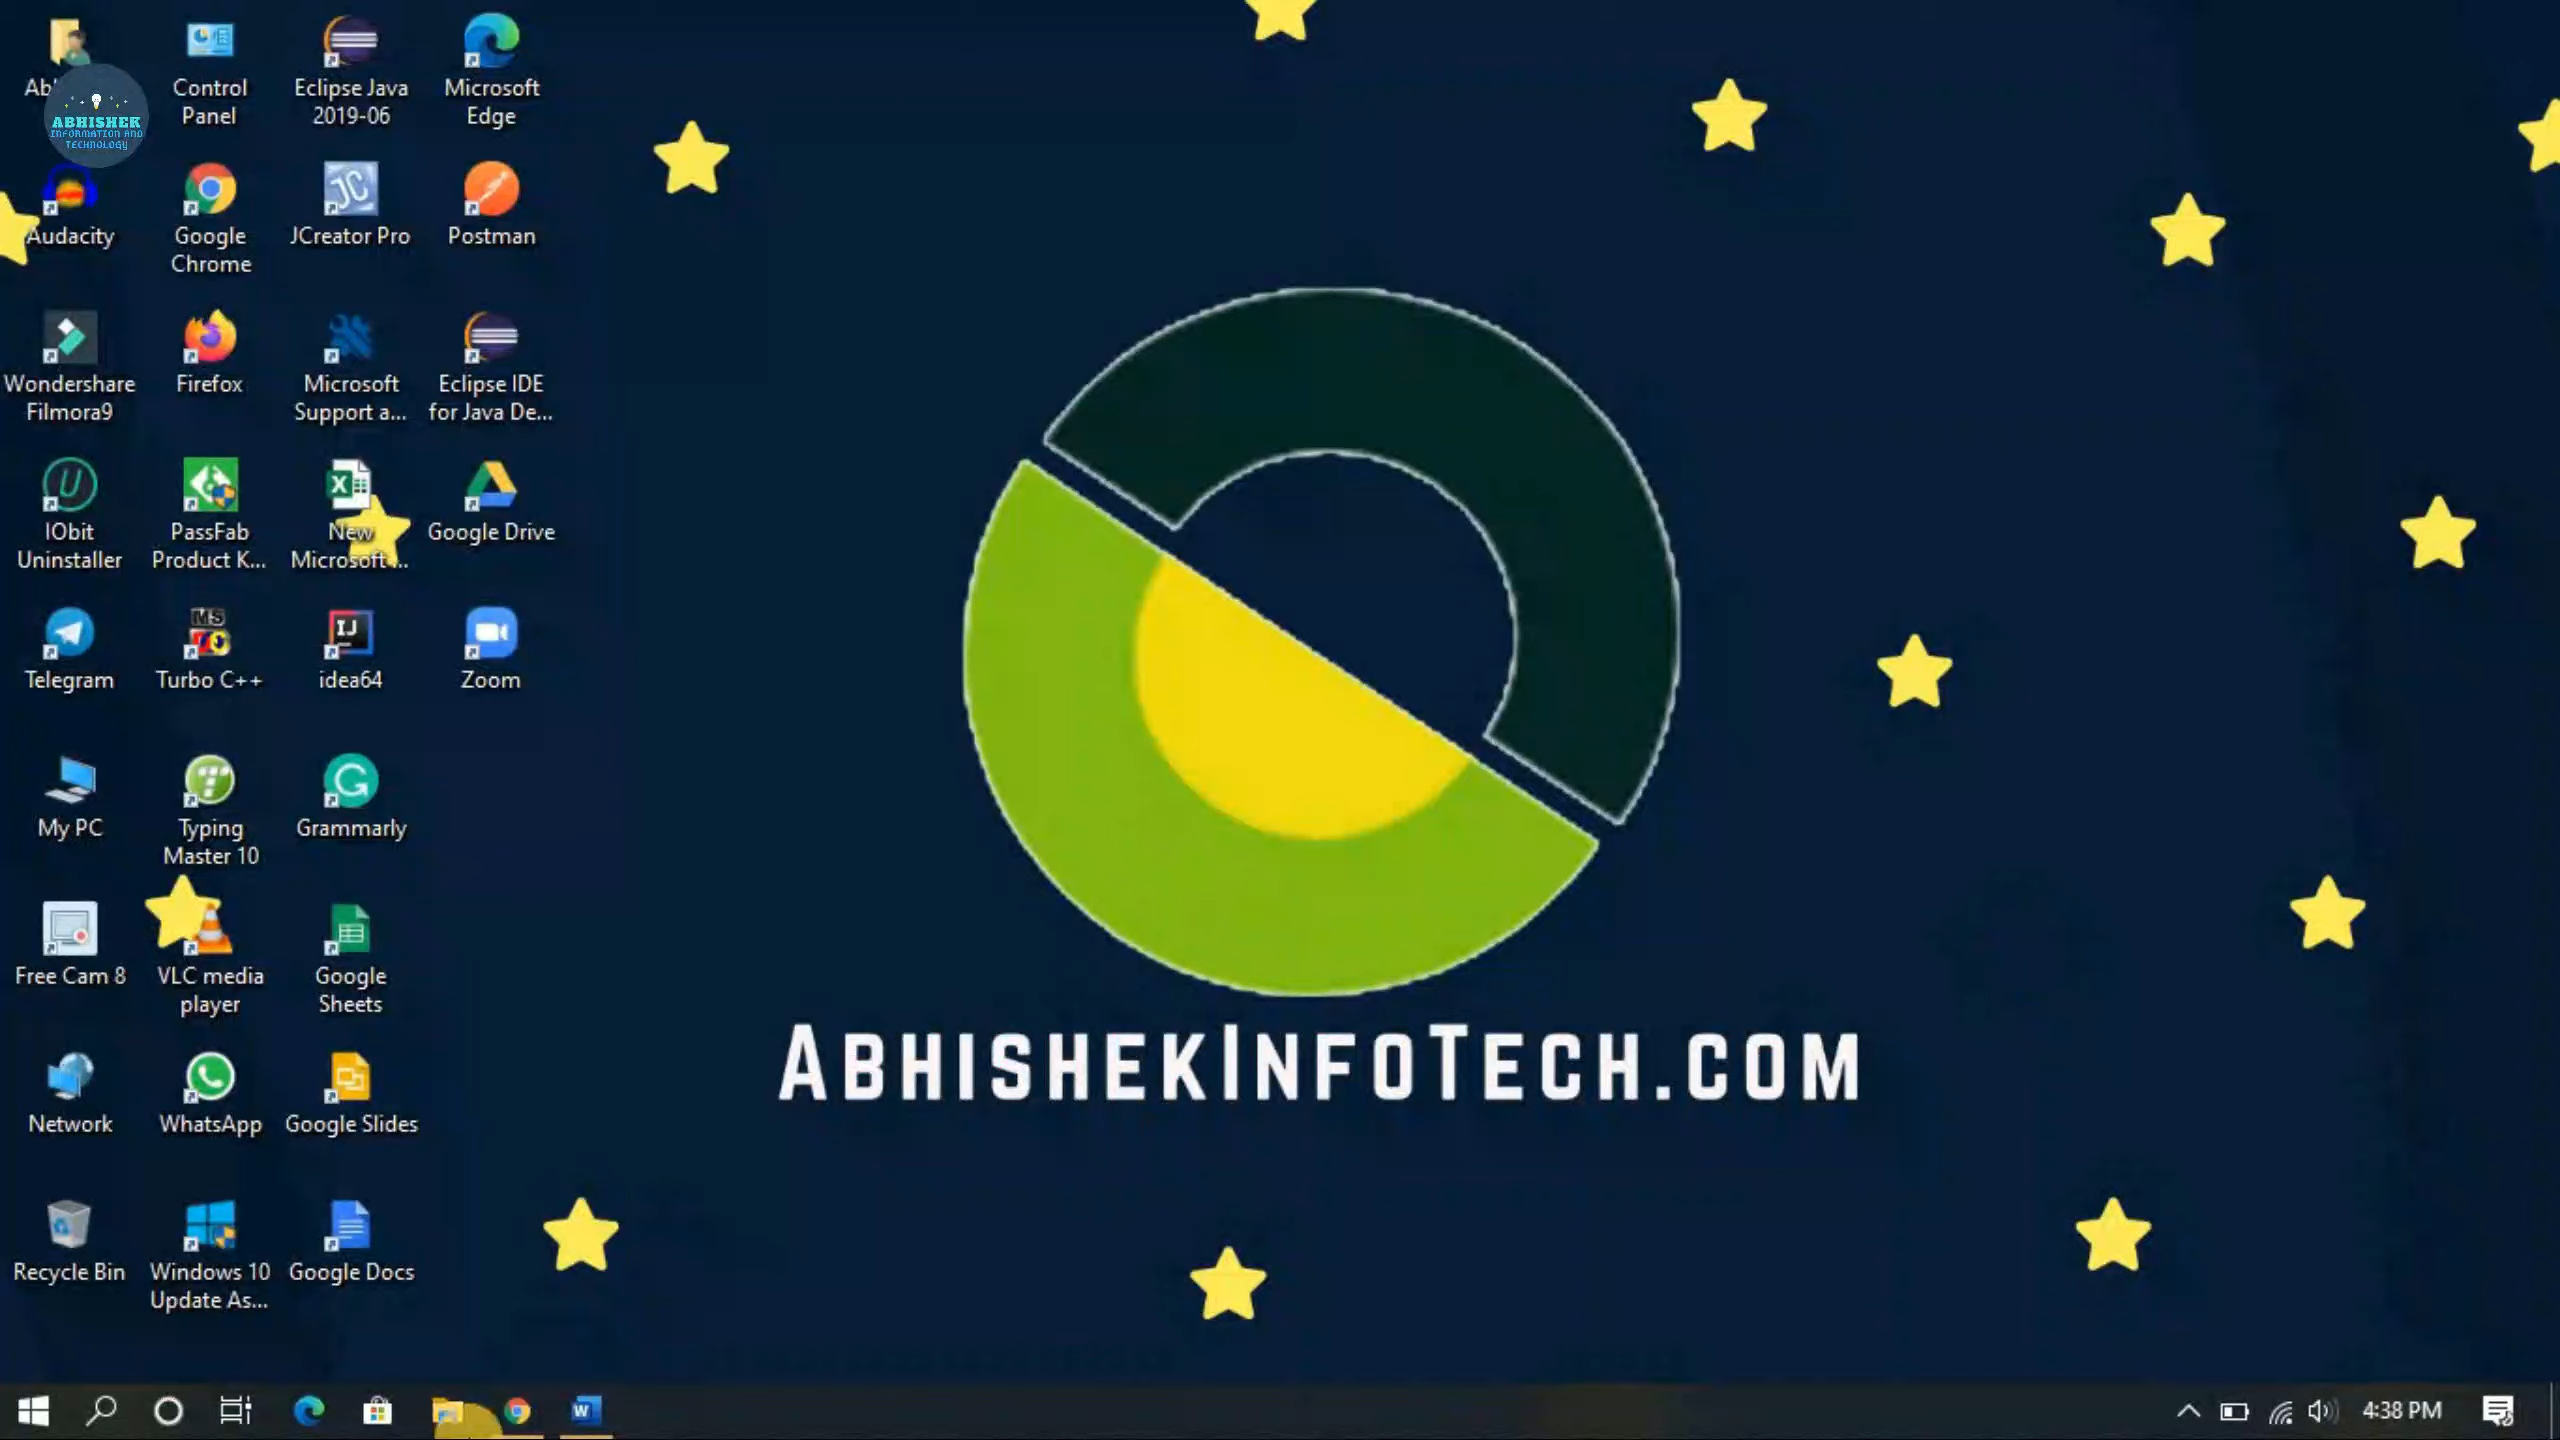 Control
Panel
Eclipse Java
2019-06
Microsoft
Edge
ABHISHEK
INFORMATION AND
TECHNOLOGY
Audacity
Google
Chrome
JCreator Pro
Postman
Wondershare
Filmora9
Firefox
Microsoft
Support a...
Eclipse IDE
for Java De...
IObit
Uninstaller
PassFab
Product K...
New
Microsoft ...
Google Drive
Telegram
Turbo C++
idea64
Zoom
My PC
Typing
Master 10
Grammarly
Free Cam 8
VLC media
player
Google
Sheets
Network
WhatsApp
Google Slides
Recycle Bin
Windows 10
Update As...
Google Docs
ABHISHEKINFOTECH.COM
4:38 PM